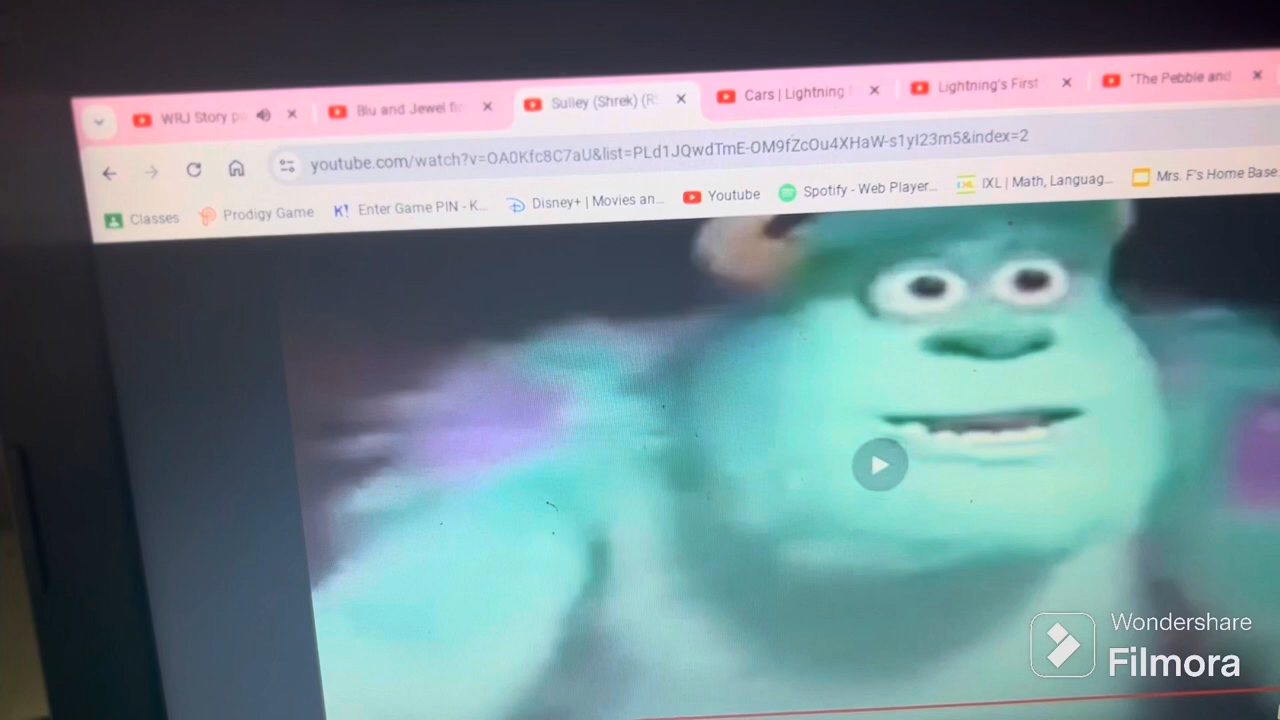 WRJ Story p
Blu and Jewel fi
Sulley (Shrek) (R
Cars | Lightning
Lightning's First
"The Pebble and
youtube.com/watch?v=OA0Kfc8C7aU&list=PLd1JQwdTmE-OM9fZcOu4XHaW-s1yI23m5&index=2
Classes
Prodigy Game
K! Enter Game PIN - K...
Disney+ | Movies an...
Youtube
Spotify - Web Player...
IXL IXL | Math, Languag...
Mrs. F's Home Base
Wondershare
Filmora